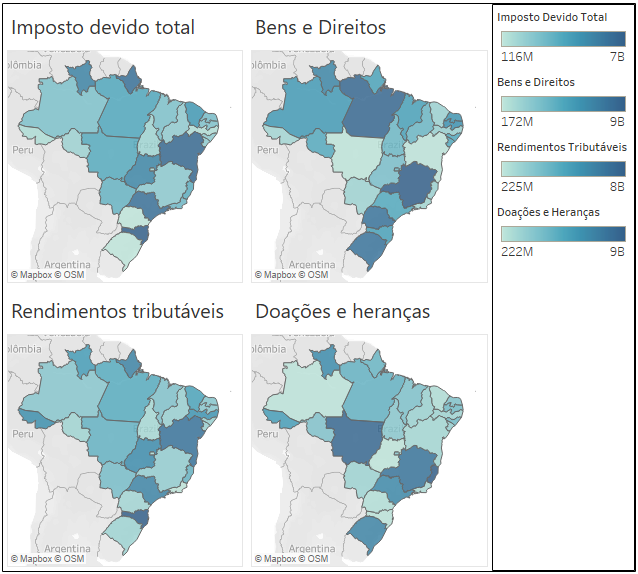 Imposto devido total
Bens e Direitos
Imposto Devido Total
116M
7B
Bens e Direitos
172M
9B
Rendimentos Tributáveis
225M
8B
Doações e Heranças
222M
9B
olômbia
Peru
Argentina
© Mapbox © OSM
olômbia
Peru
Argentina
© Mapbox © OSM
Rendimentos tributáveis
Doações e heranças
olômbia
Peru
Argentina
© Mapbox © OSM
olômbia
Peru
Argentina
© Mapbox © OSM